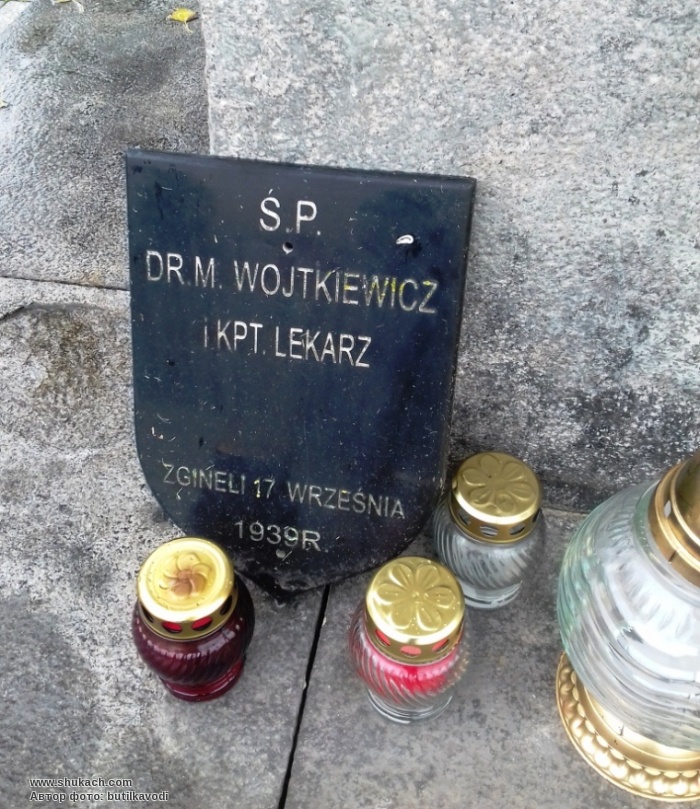 Ś.P.
DR.M. WOJTKIEWICZ
I KPT. LEKARZ
ZGINELI 17 WRZEŚNIA
1939R
www.shukach.com
Автор фото: butilkavodi